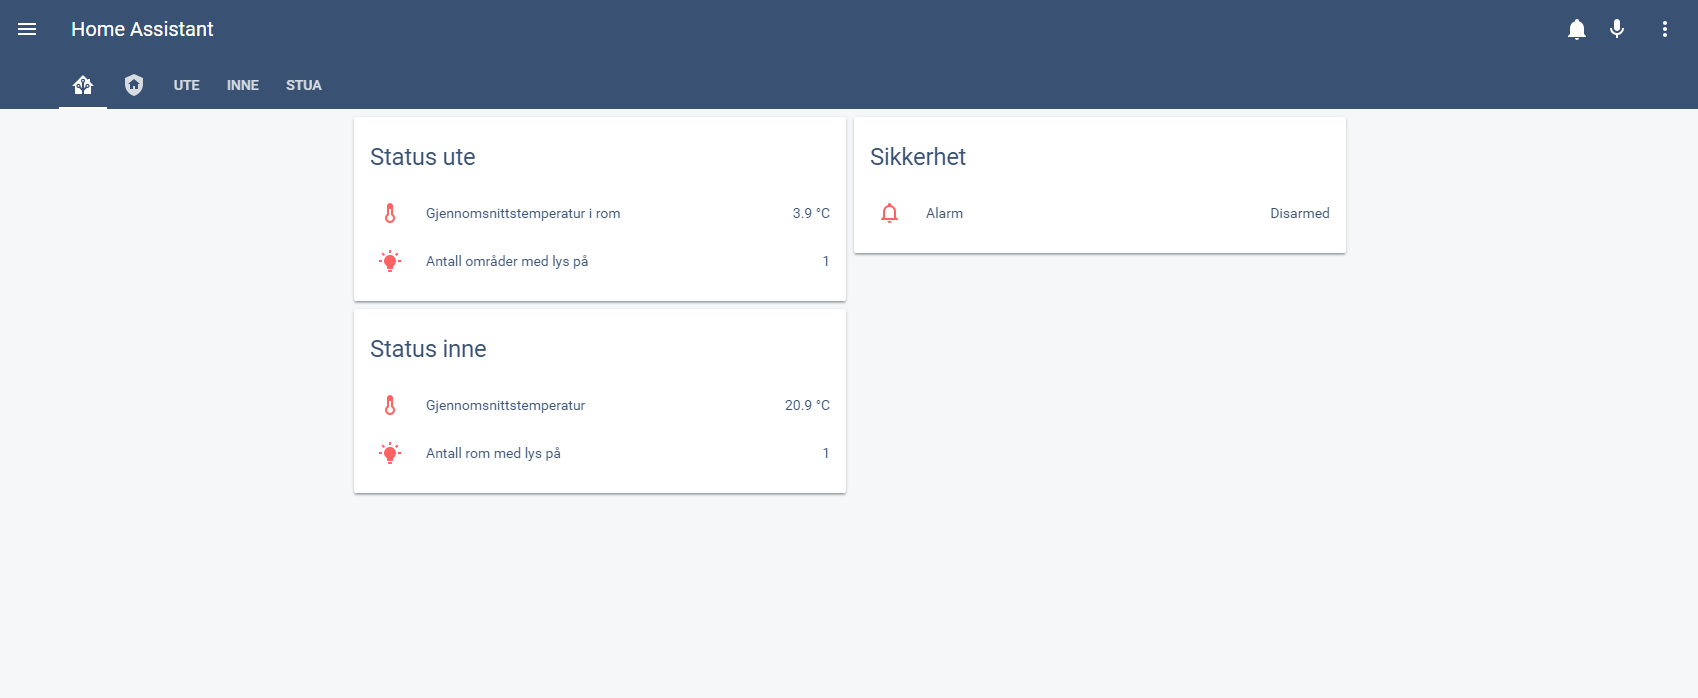 Home Assistant
UTE INNE STUA
Status ute
Gjennomsnittstemperatur i rom 3.9 °C
Antall områder med lys på 1
Status inne
Gjennomsnittstemperatur 20.9 °C
Antall rom med lys på 1
Sikkerhet
Alarm Disarmed